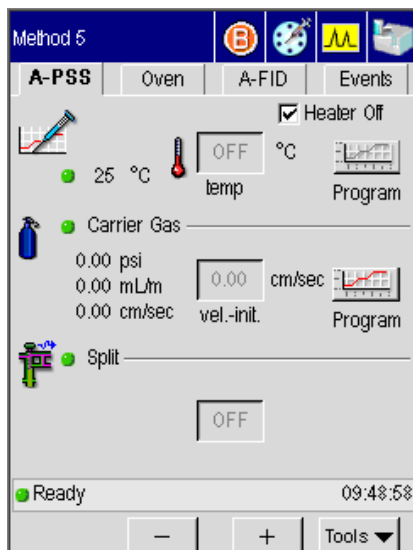 Method 5
B
A-PSS Oven A-FID Events
Heater Off
25 °C OFF °C
temp Program
Carrier Gas
0.00 psi
0.00 mL/m 0.00 cm/sec
0.00 cm/sec vel.-init. Program
Split
OFF
Ready 09:48:58
− + Tools